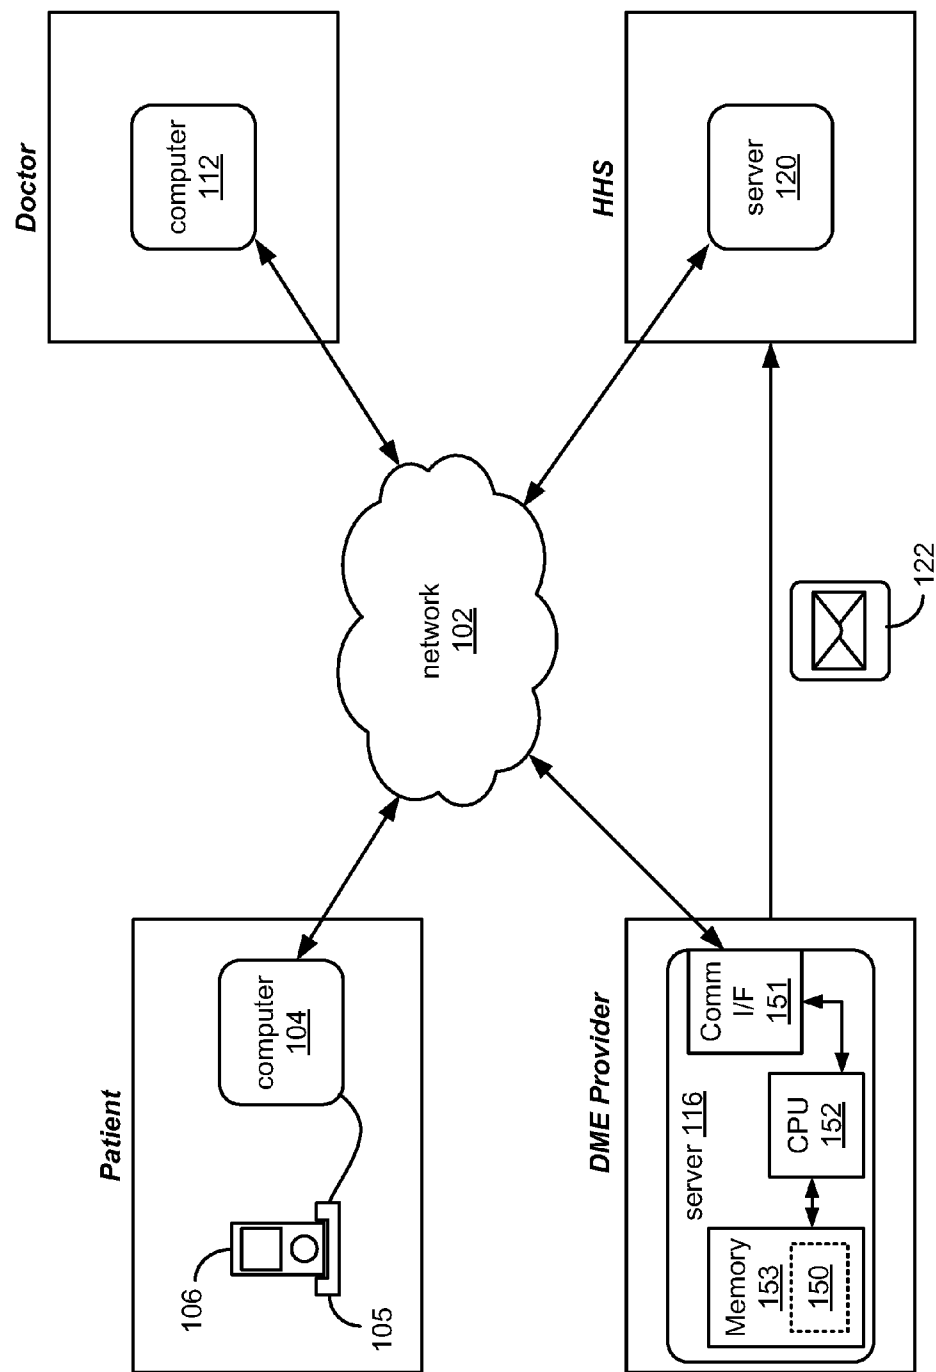 Patient
106
105
computer
104
Doctor
computer
112
network
102
DME Provider
server 116
Memory
153
150
CPU
152
Comm
I/F
151
122
HHS
server
120